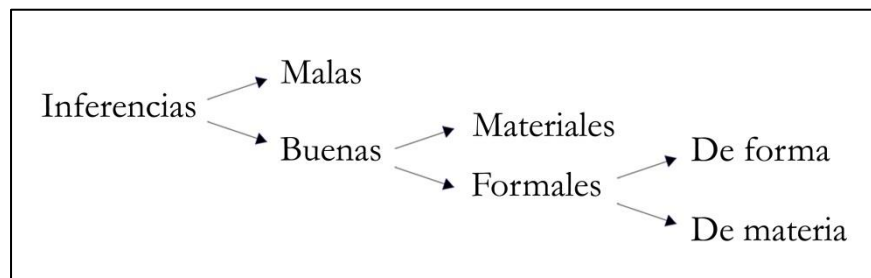 Inferencias
Malas
Buenas
Materiales
Formales
De forma
De materia